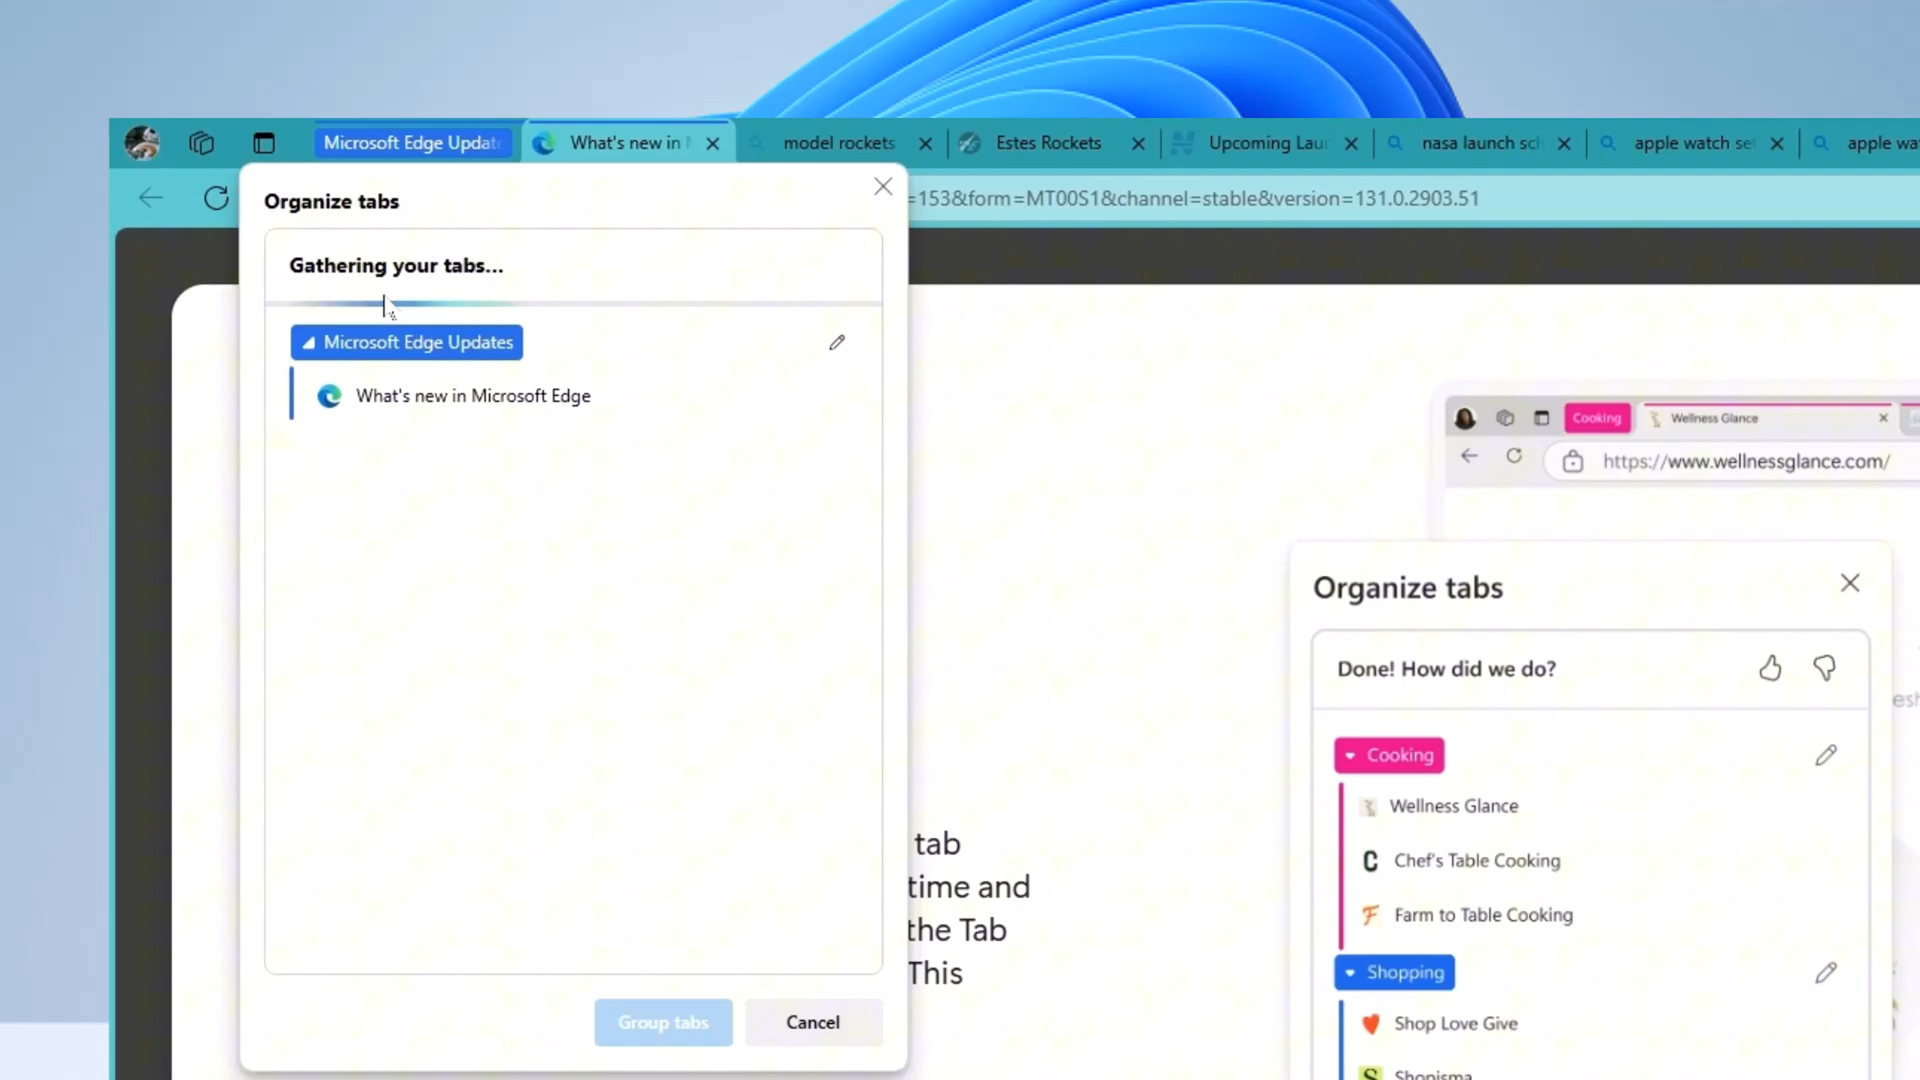 Microsoft Edge Updat
What's new in
model rockets
Estes Rockets
Upcoming Lau
nasa launch sch
apple watch se
apple wa
=153&form=MT00S1&channel=stable&version=131.0.2903.51
Organize tabs
Gathering your tabs...
Microsoft Edge Updates
What's new in Microsoft Edge
Group tabs
Cancel
tab
time and
the Tab
This
Cooking
Wellness Glance
https://www.wellnessglance.com/
Organize tabs
Done! How did we do?
Cooking
Wellness Glance
C Chef's Table Cooking
F Farm to Table Cooking
Shopping
Shop Love Give
S Shopisma